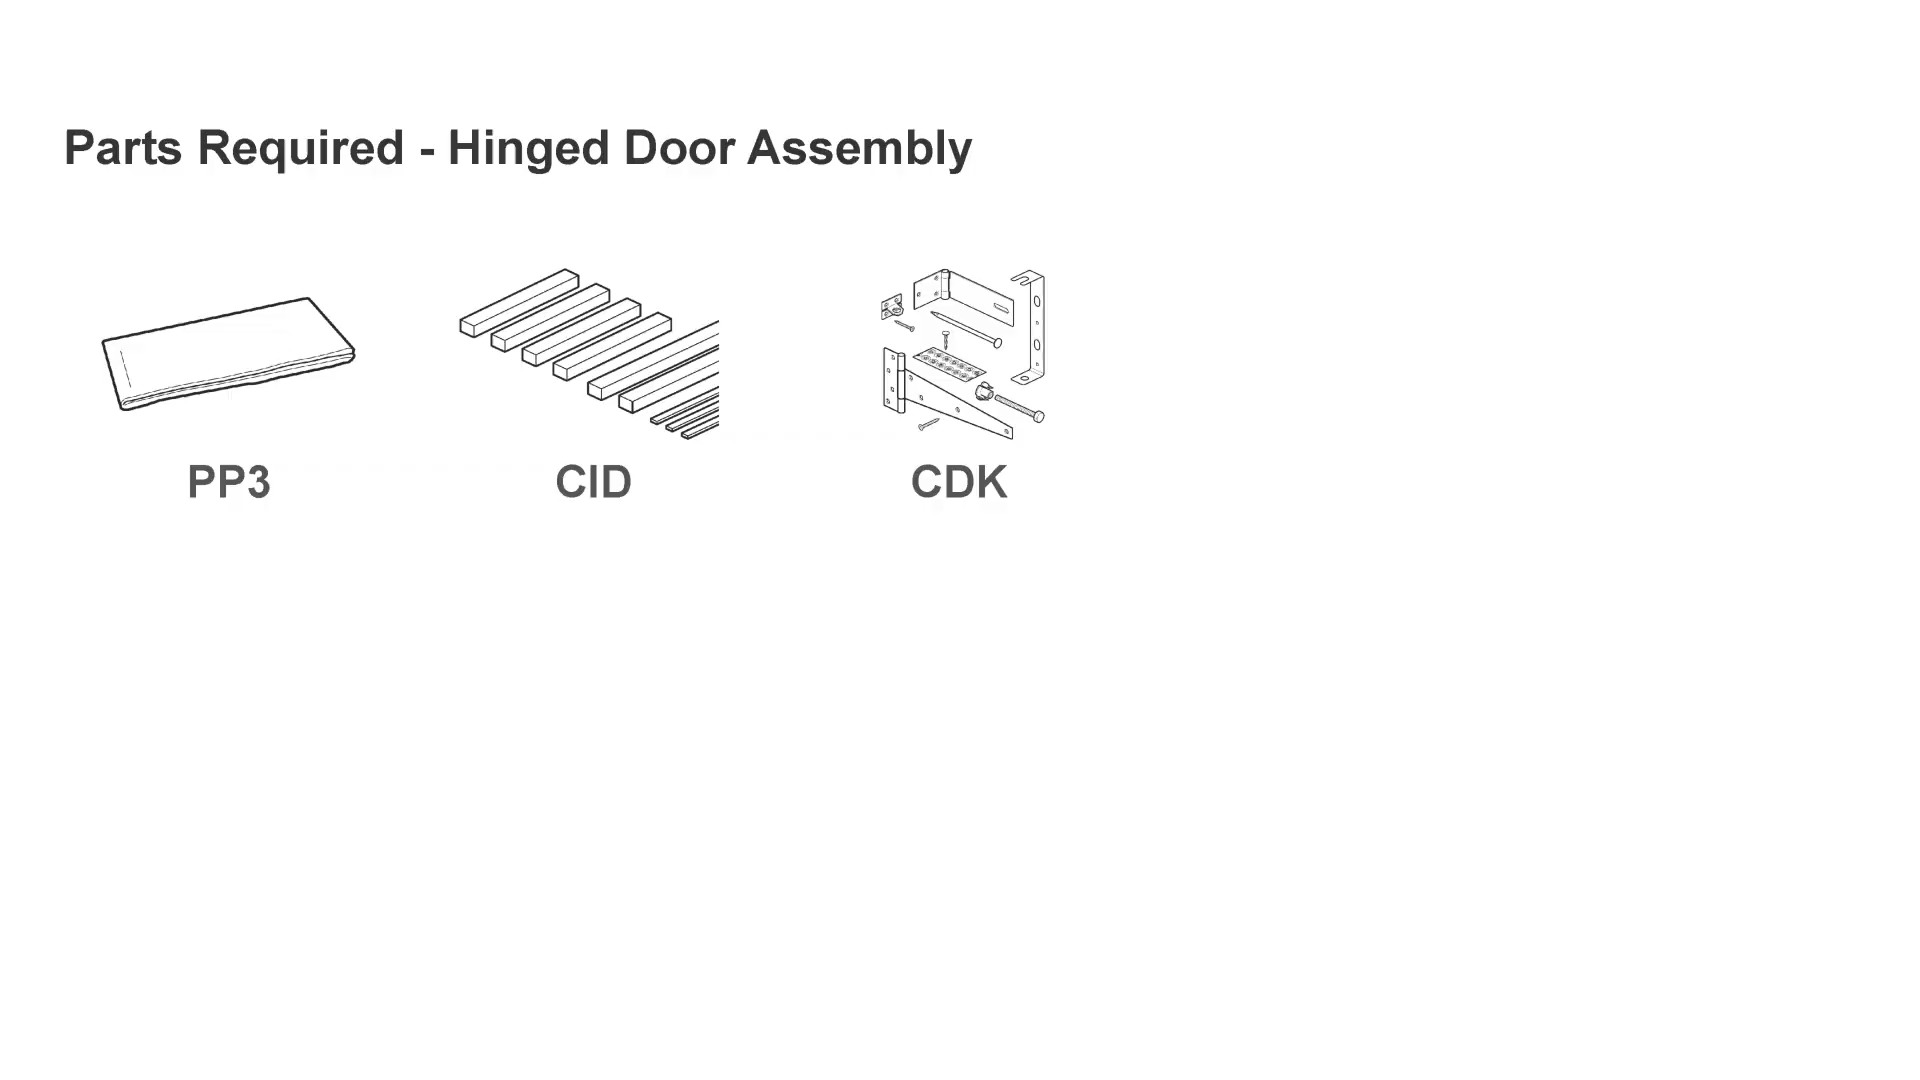 Parts Required - Hinged Door Assembly
PP3 CID CDK